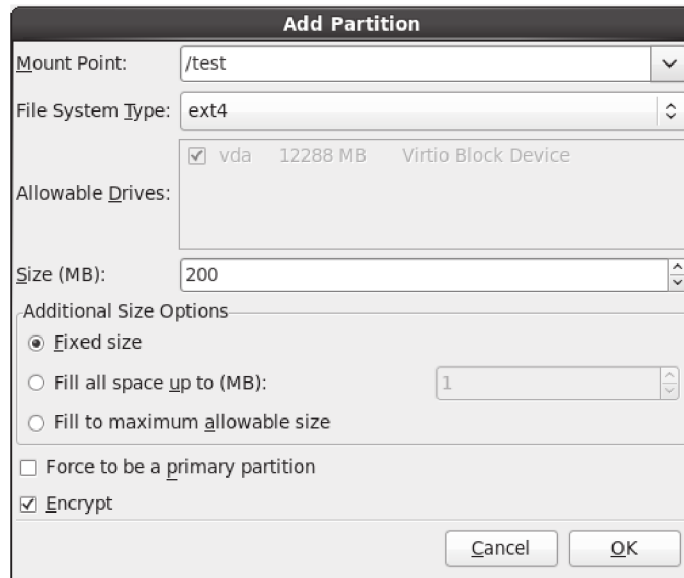 Add Partition
Mount Point: /test
File System Type: ext4
Allowable Drives:
vda 12288 MB Virtio Block Device
Size (MB): 200
Additional Size Options
Fixed size
Fill all space up to (MB): 1
Fill to maximum allowable size
Force to be a primary partition
Encrypt
Cancel OK